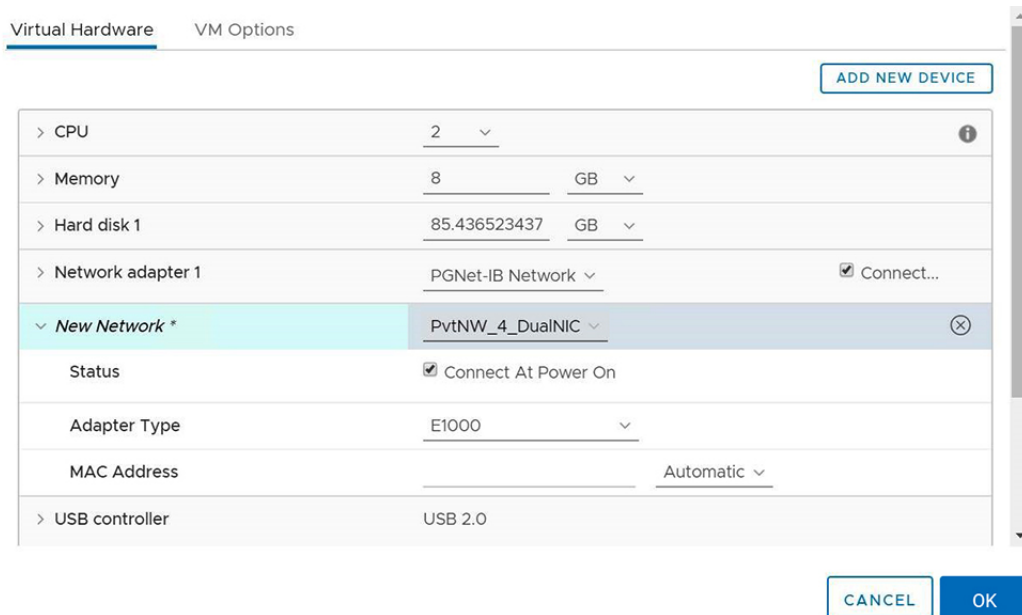 Virtual Hardware VM Options
ADD NEW DEVICE
CPU 2
Memory 8 GB
Hard disk 1 85.436523437 GB
Network adapter 1 PGNet-IB Network Connect...
New Network * PvtNW_4_DualNIC
Status Connect At Power On
Adapter Type E1000
MAC Address Automatic
USB controller USB 2.0
CANCEL OK